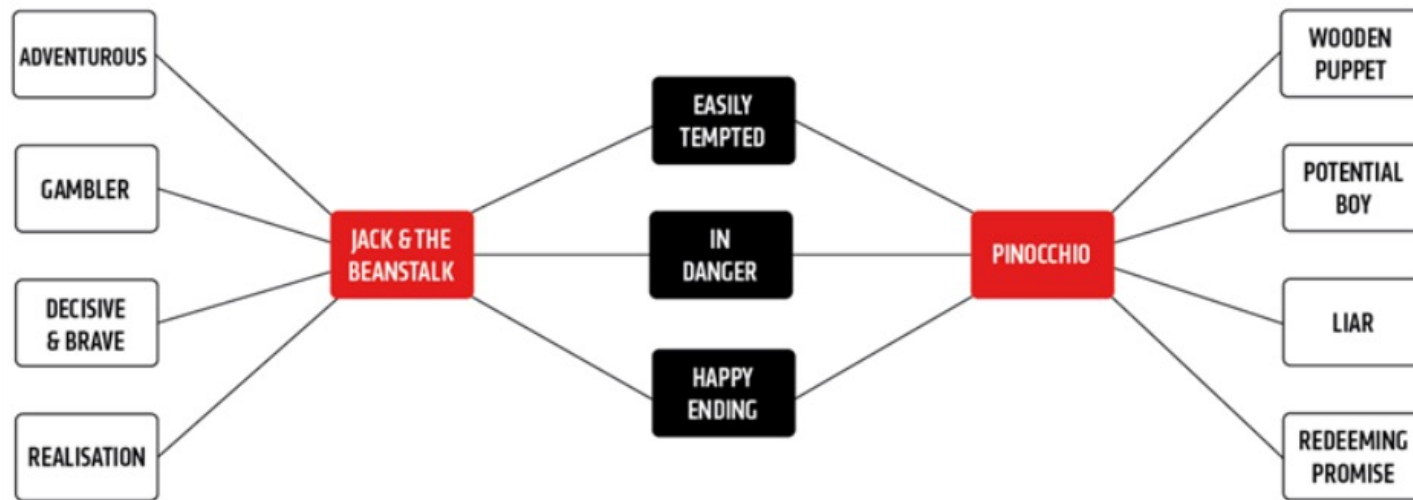 ADVENTUROUS
GAMBLER
DECISIVE
& BRAVE
REALISATION
JACK & THE
BEANSTALK
EASILY
TEMPTED
IN
DANGER
HAPPY
ENDING
PINOCCHIO
WOODEN
PUPPET
POTENTIAL
BOY
LIAR
REDEEMING
PROMISE